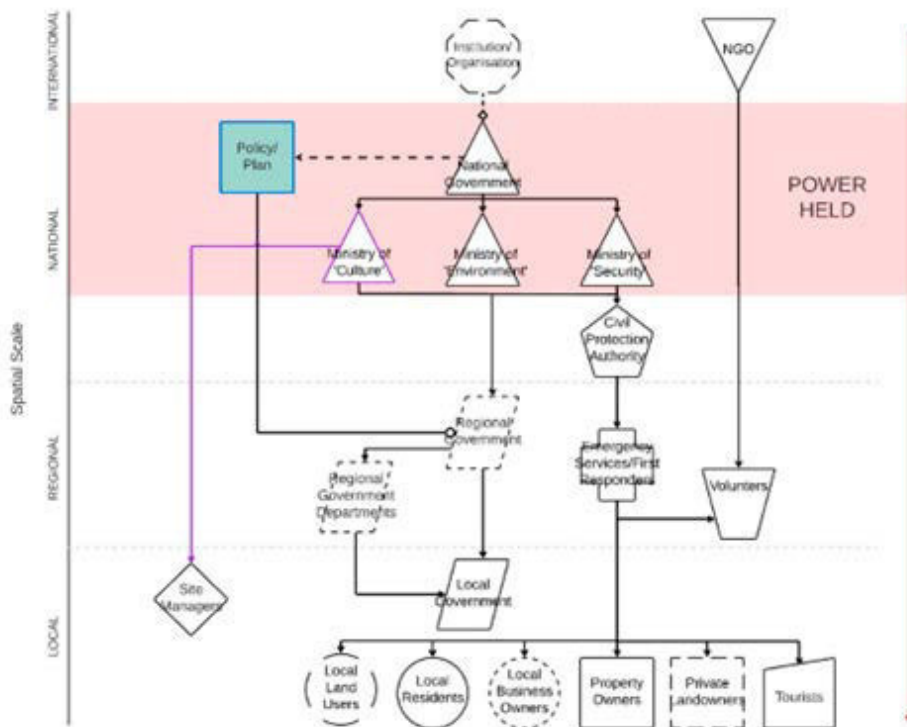 INTERNATIONAL
Institution/
Organisation
NGO
Policy/
Plan
National
Government
POWER
HELD
NATIONAL
Ministry of
"Culture"
Ministry of
"Environment"
Ministry of
"Security"
Civil
Protection
Authority
Spatial Scale
REGIONAL
Regional
Government
Emergency
Services/First
Responders
Regional
Government
Departments
Volunters
LOCAL
Site
Managers
Local
Government
Local
Land
Users
Local
Residents
Local
Business
Owners
Property
Owners
Private
Landowners
Tourists